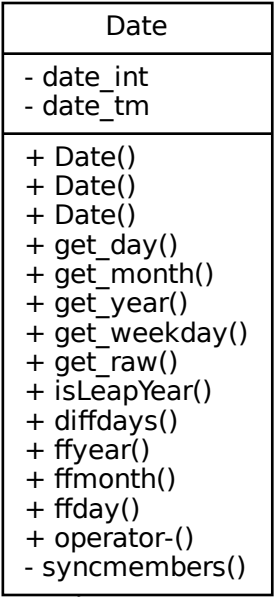 Date
- date_int
- date_tm
+ Date()
+ Date()
+ Date()
+ get_day()
+ get_month()
+ get_year()
+ get_weekday()
+ get_raw()
+ isLeapYear()
+ diffdays()
+ ffyear()
+ ffmonth()
+ ffday()
+ operator-()
- syncmembers()